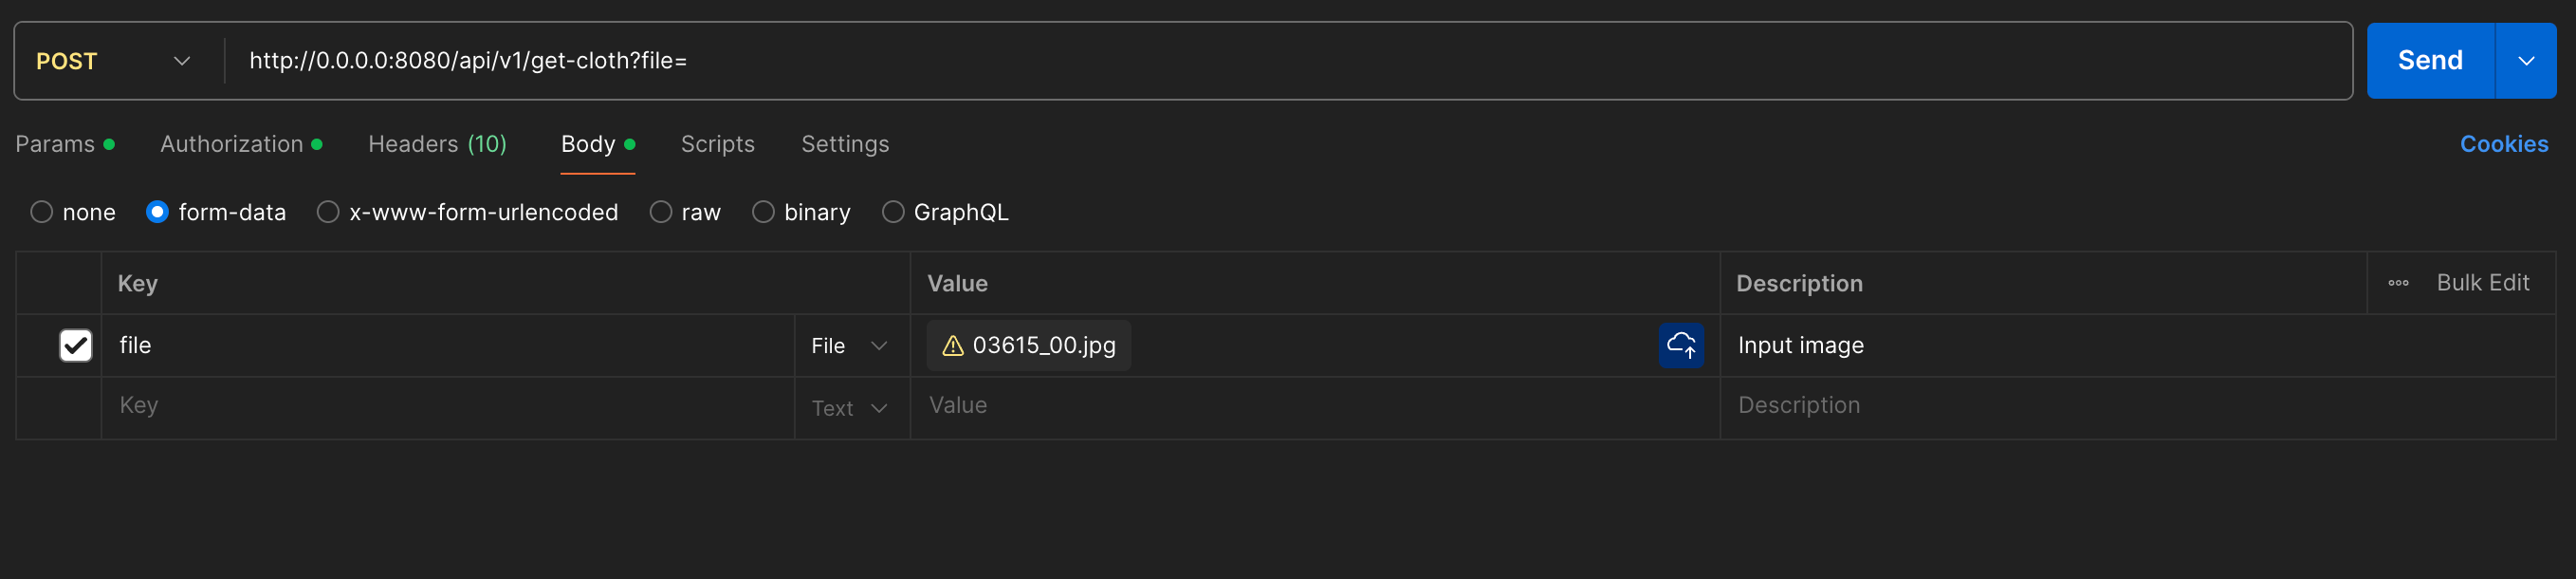 POST http://0.0.0.0:8080/api/v1/get-cloth?file= Send
Params Authorization Headers (10) Body Scripts Settings Cookies
none form-data x-www-form-urlencoded raw binary GraphQL
Key Value Description Bulk Edit
file File 03615_00.jpg Input image
Key Text Value Description